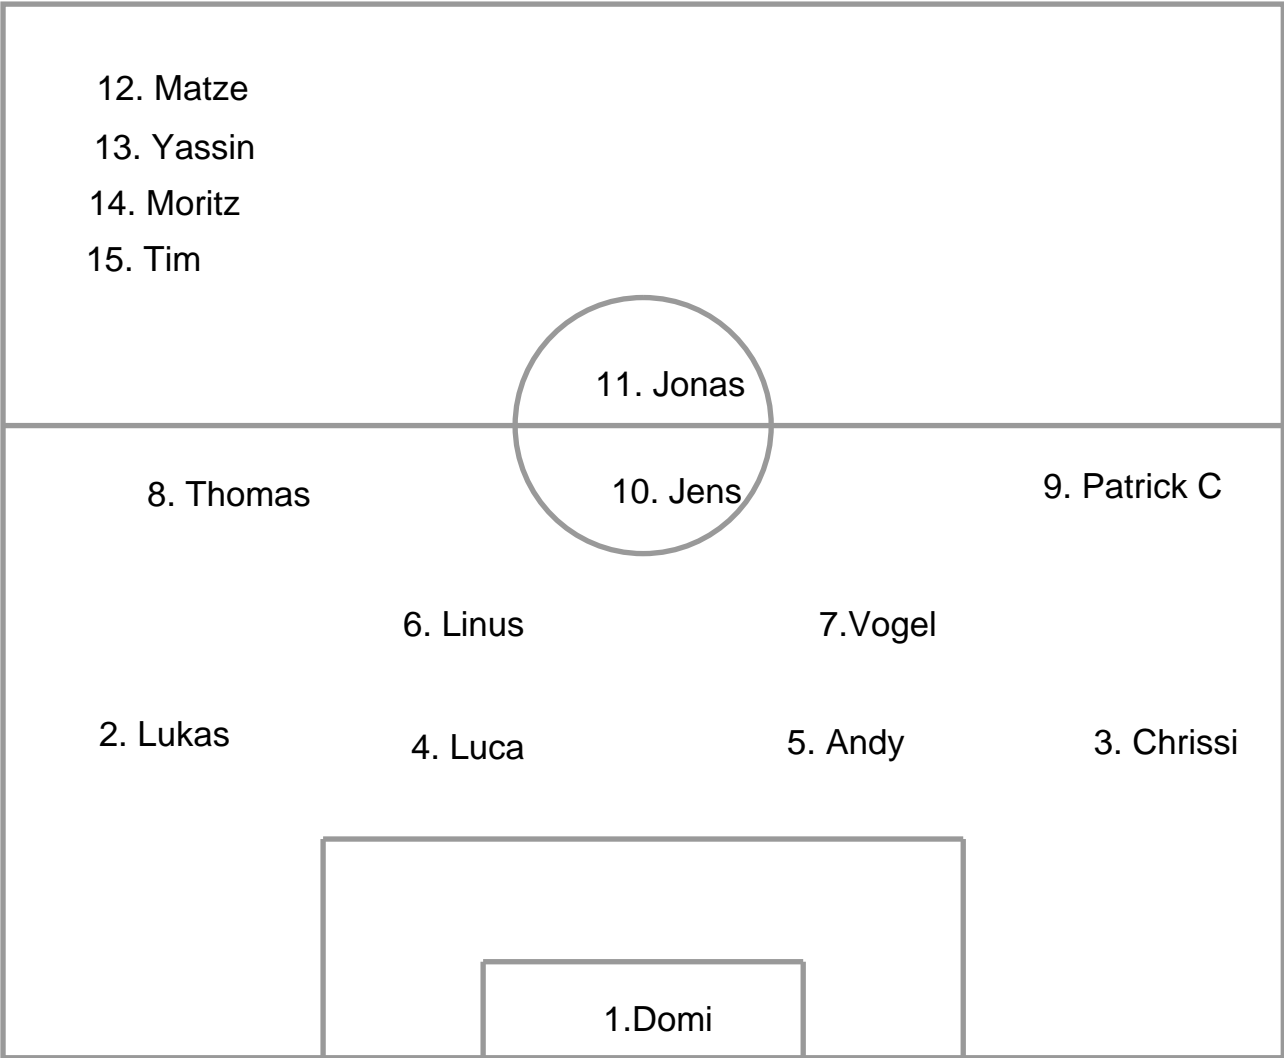 12. Matze
13. Yassin
14. Moritz
15. Tim
11. Jonas
8. Thomas
10. Jens
9. Patrick C
6. Linus
7.Vogel
2. Lukas
4. Luca
5. Andy
3. Chrissi
1.Domi